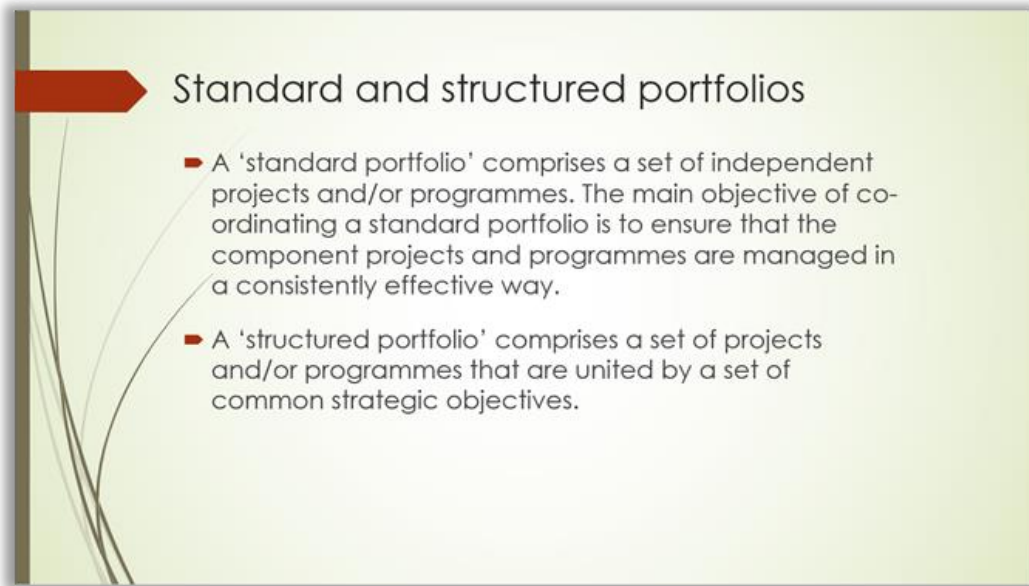 Standard and structured portfolios
A ‘standard portfolio’ comprises a set of independent
projects and/or programmes. The main objective of co-
ordinating a standard portfolio is to ensure that the
component projects and programmes are managed in
a consistently effective way.
A ‘structured portfolio’ comprises a set of projects
and/or programmes that are united by a set of
common strategic objectives.